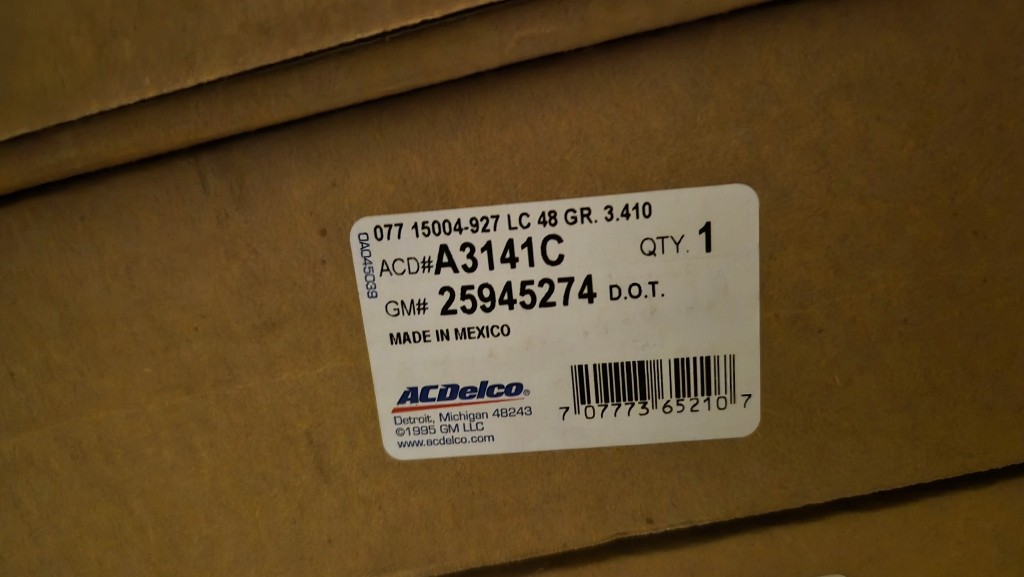 077 15004-927 LC 48 GR. 3.410
0AD45039
ACD# A3141C QTY. 1
GM# 25945274 D.O.T.
MADE IN MEXICO
ACDelco®
Detroit, Michigan 48243
©1995 GM LLC
www.acdelco.com
7 07773 65210 7